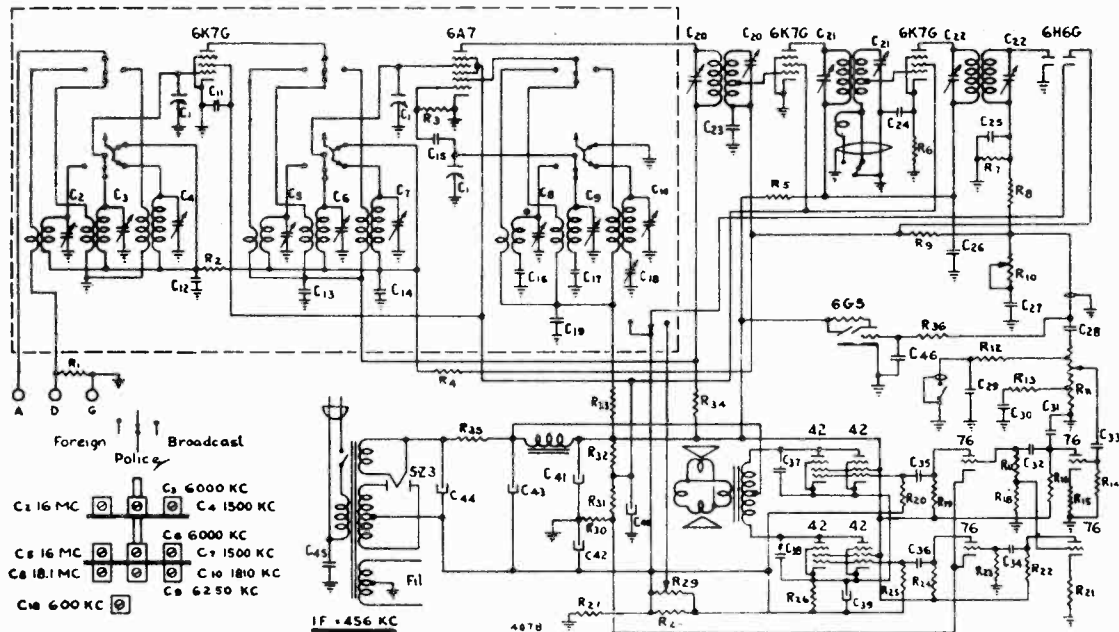 6K7G 6A7 C20 C20 6K7G C21 C21 6K7G C22 C22 6H6G
C11 C1 C1 R3 C15 C1
C23 C24 R6 C25 R7 R8
C2 C3 C4 C5 C6 C7 C8 C9 C10
R5 R9 C26 R10
R2 C12 C13 C14 C16 C17 C18 C19
C27 C28
6G5 R36 C46
R1 R4
R12 C29 R13 C30 R11 C31 C33
A D G
R33 R34
Foreign Broadcast
Police
R35 5Z3 C44 C43 C41 R32 R31 R30 C42
42 42 76 76
C37 C35 R20 R19 C32 R18 R16 R15 R14
C3 6000 KC
C2 16 MC C4 1500 KC
C6 6000 KC
C5 16 MC C7 1500 KC
C8 18.1 MC C10 1810 KC
C9 6250 KC
C18 600 KC
C45 Fil
42 42 76 76
C38 C36 R23 C34 R22
R26 C39 R25 R24 R21
R29 R27
IF = 456 KC
4078